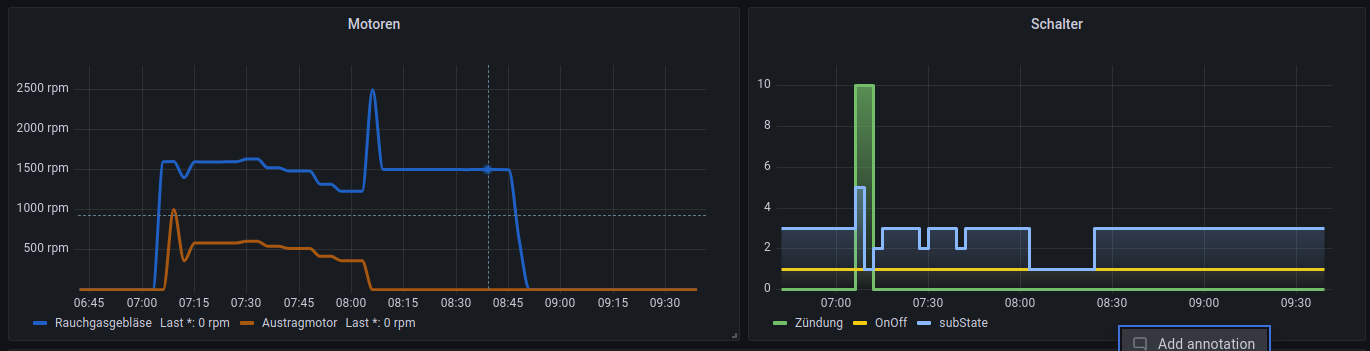 Motoren
2500 rpm
2000 rpm
1500 rpm
1000 rpm
500 rpm
06:45 07:00 07:15 07:30 07:45 08:00 08:15 08:30 08:45 09:00 09:15 09:30
Rauchgasgebläse Last *: 0 rpm Austragmotor Last *: 0 rpm
Schalter
10
8
6
4
2
0
07:00 07:30 08:00 08:30 09:00 09:30
Zündung OnOff subState
Add annotation